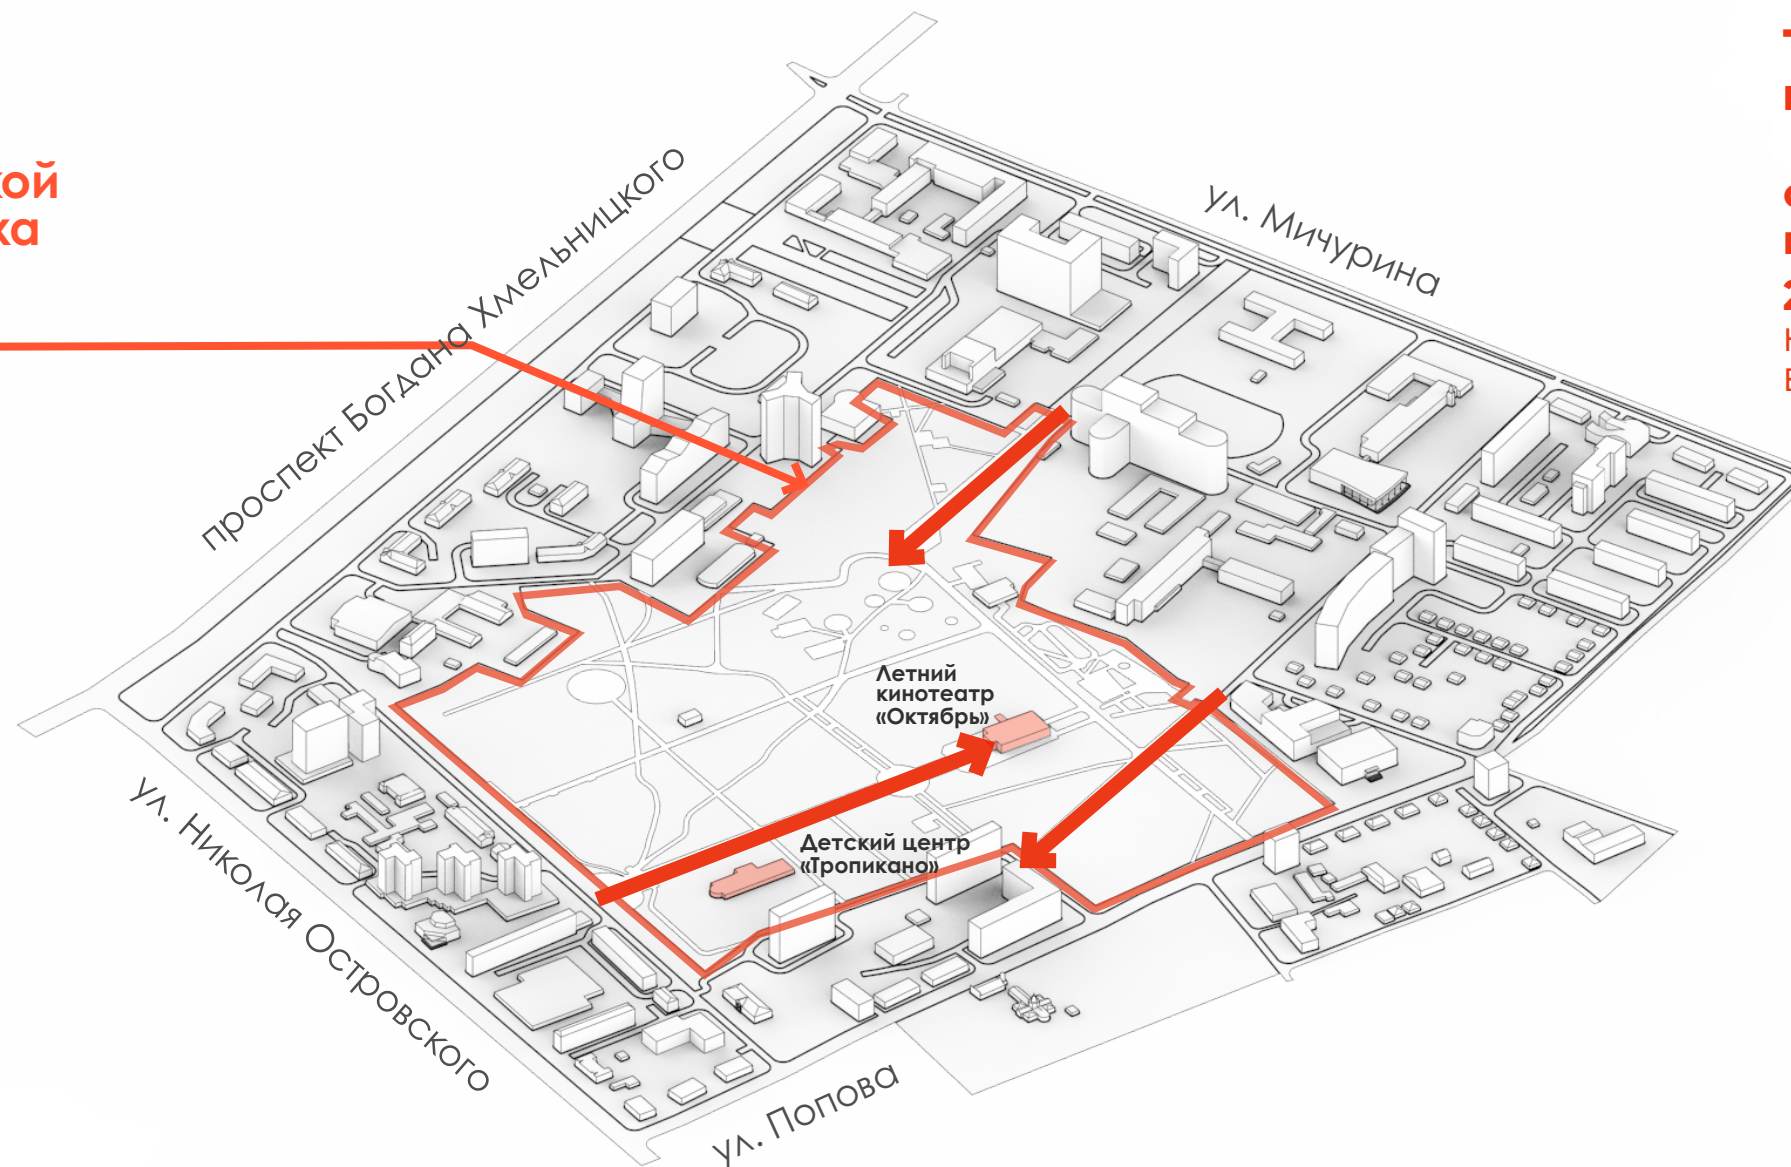 кой
ка
проспект Богдана Хмельницкого
ул. Мичурина
Летний
кинотеатр
«Октябрь»
Детский центр
«Тропикано»
ул. Николая Островского
ул. Попова